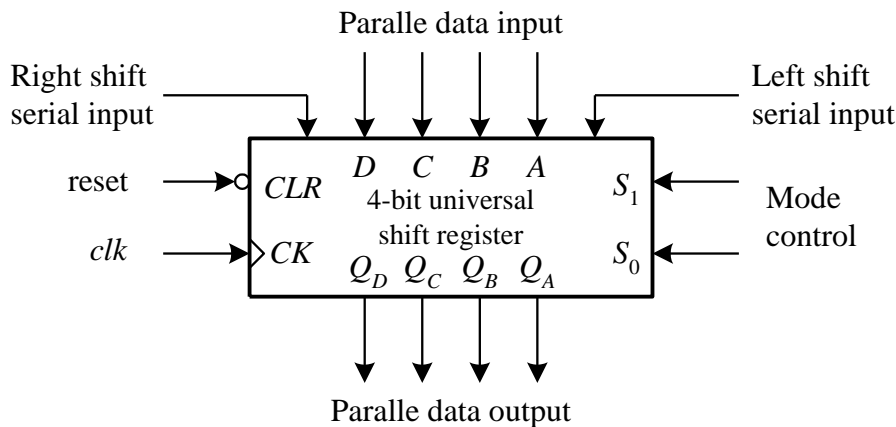 Paralle data input
Right shift
serial input
Left shift
serial input
D C B A
reset
CLR
4-bit universal
shift register
S1
Mode
control
clk
CK
S0
QD QC QB QA
Paralle data output